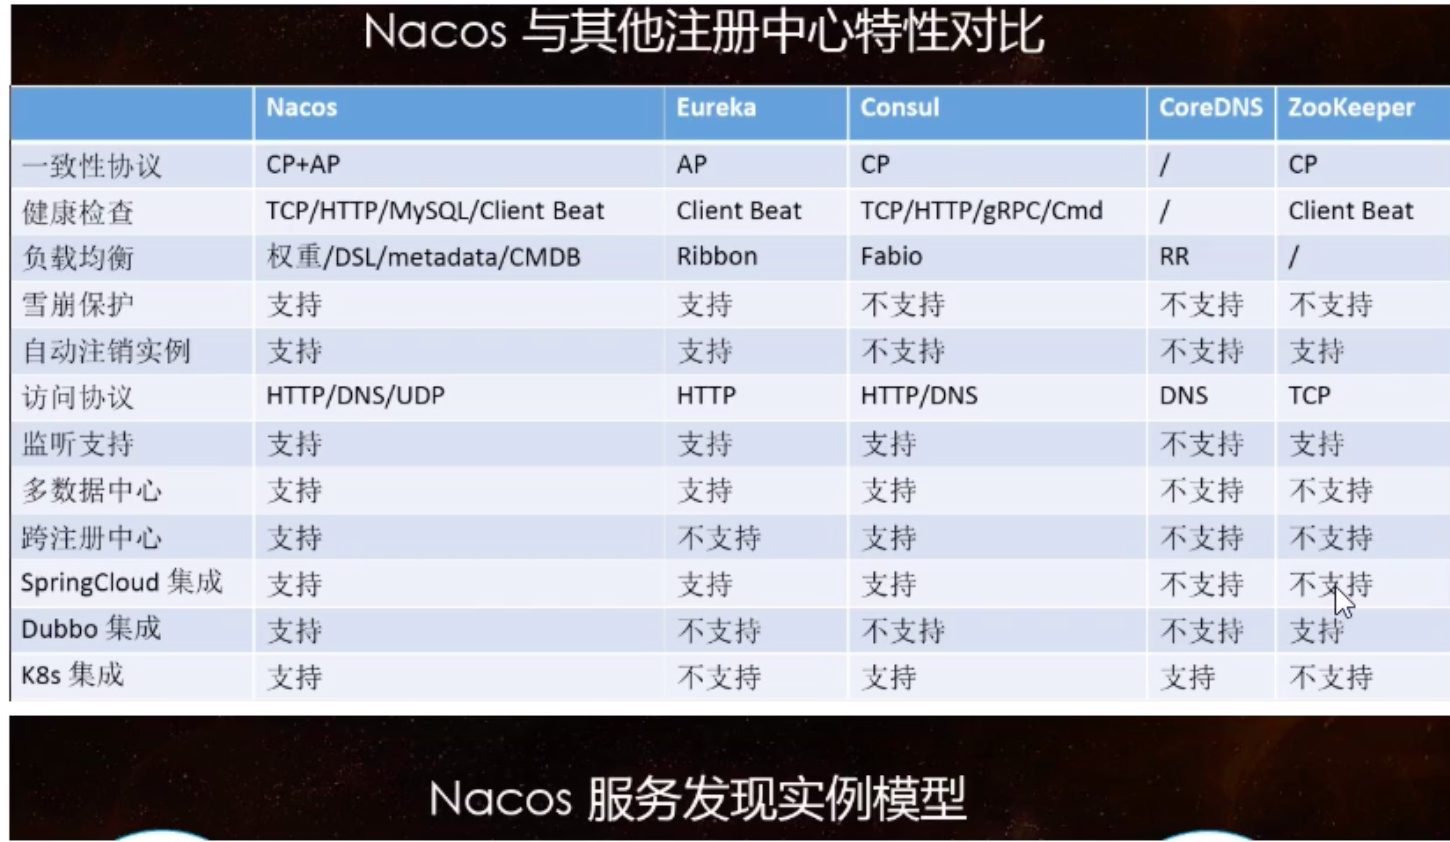 Nacos 与其他注册中心特性对比
Nacos Eureka Consul CoreDNS ZooKeeper
一致性协议 CP+AP AP CP / CP
健康检查 TCP/HTTP/MySQL/Client Beat Client Beat TCP/HTTP/gRPC/Cmd / Client Beat
负载均衡 权重/DSL/metadata/CMDB Ribbon Fabio RR /
雪崩保护 支持 支持 不支持 不支持 不支持
自动注销实例 支持 支持 不支持 不支持 支持
访问协议 HTTP/DNS/UDP HTTP HTTP/DNS DNS TCP
监听支持 支持 支持 支持 不支持 支持
多数据中心 支持 支持 支持 不支持 不支持
跨注册中心 支持 不支持 支持 不支持 不支持
SpringCloud 集成 支持 支持 支持 不支持 不支持
Dubbo 集成 支持 不支持 不支持 不支持 支持
K8s 集成 支持 不支持 支持 支持 不支持
Nacos 服务发现实例模型